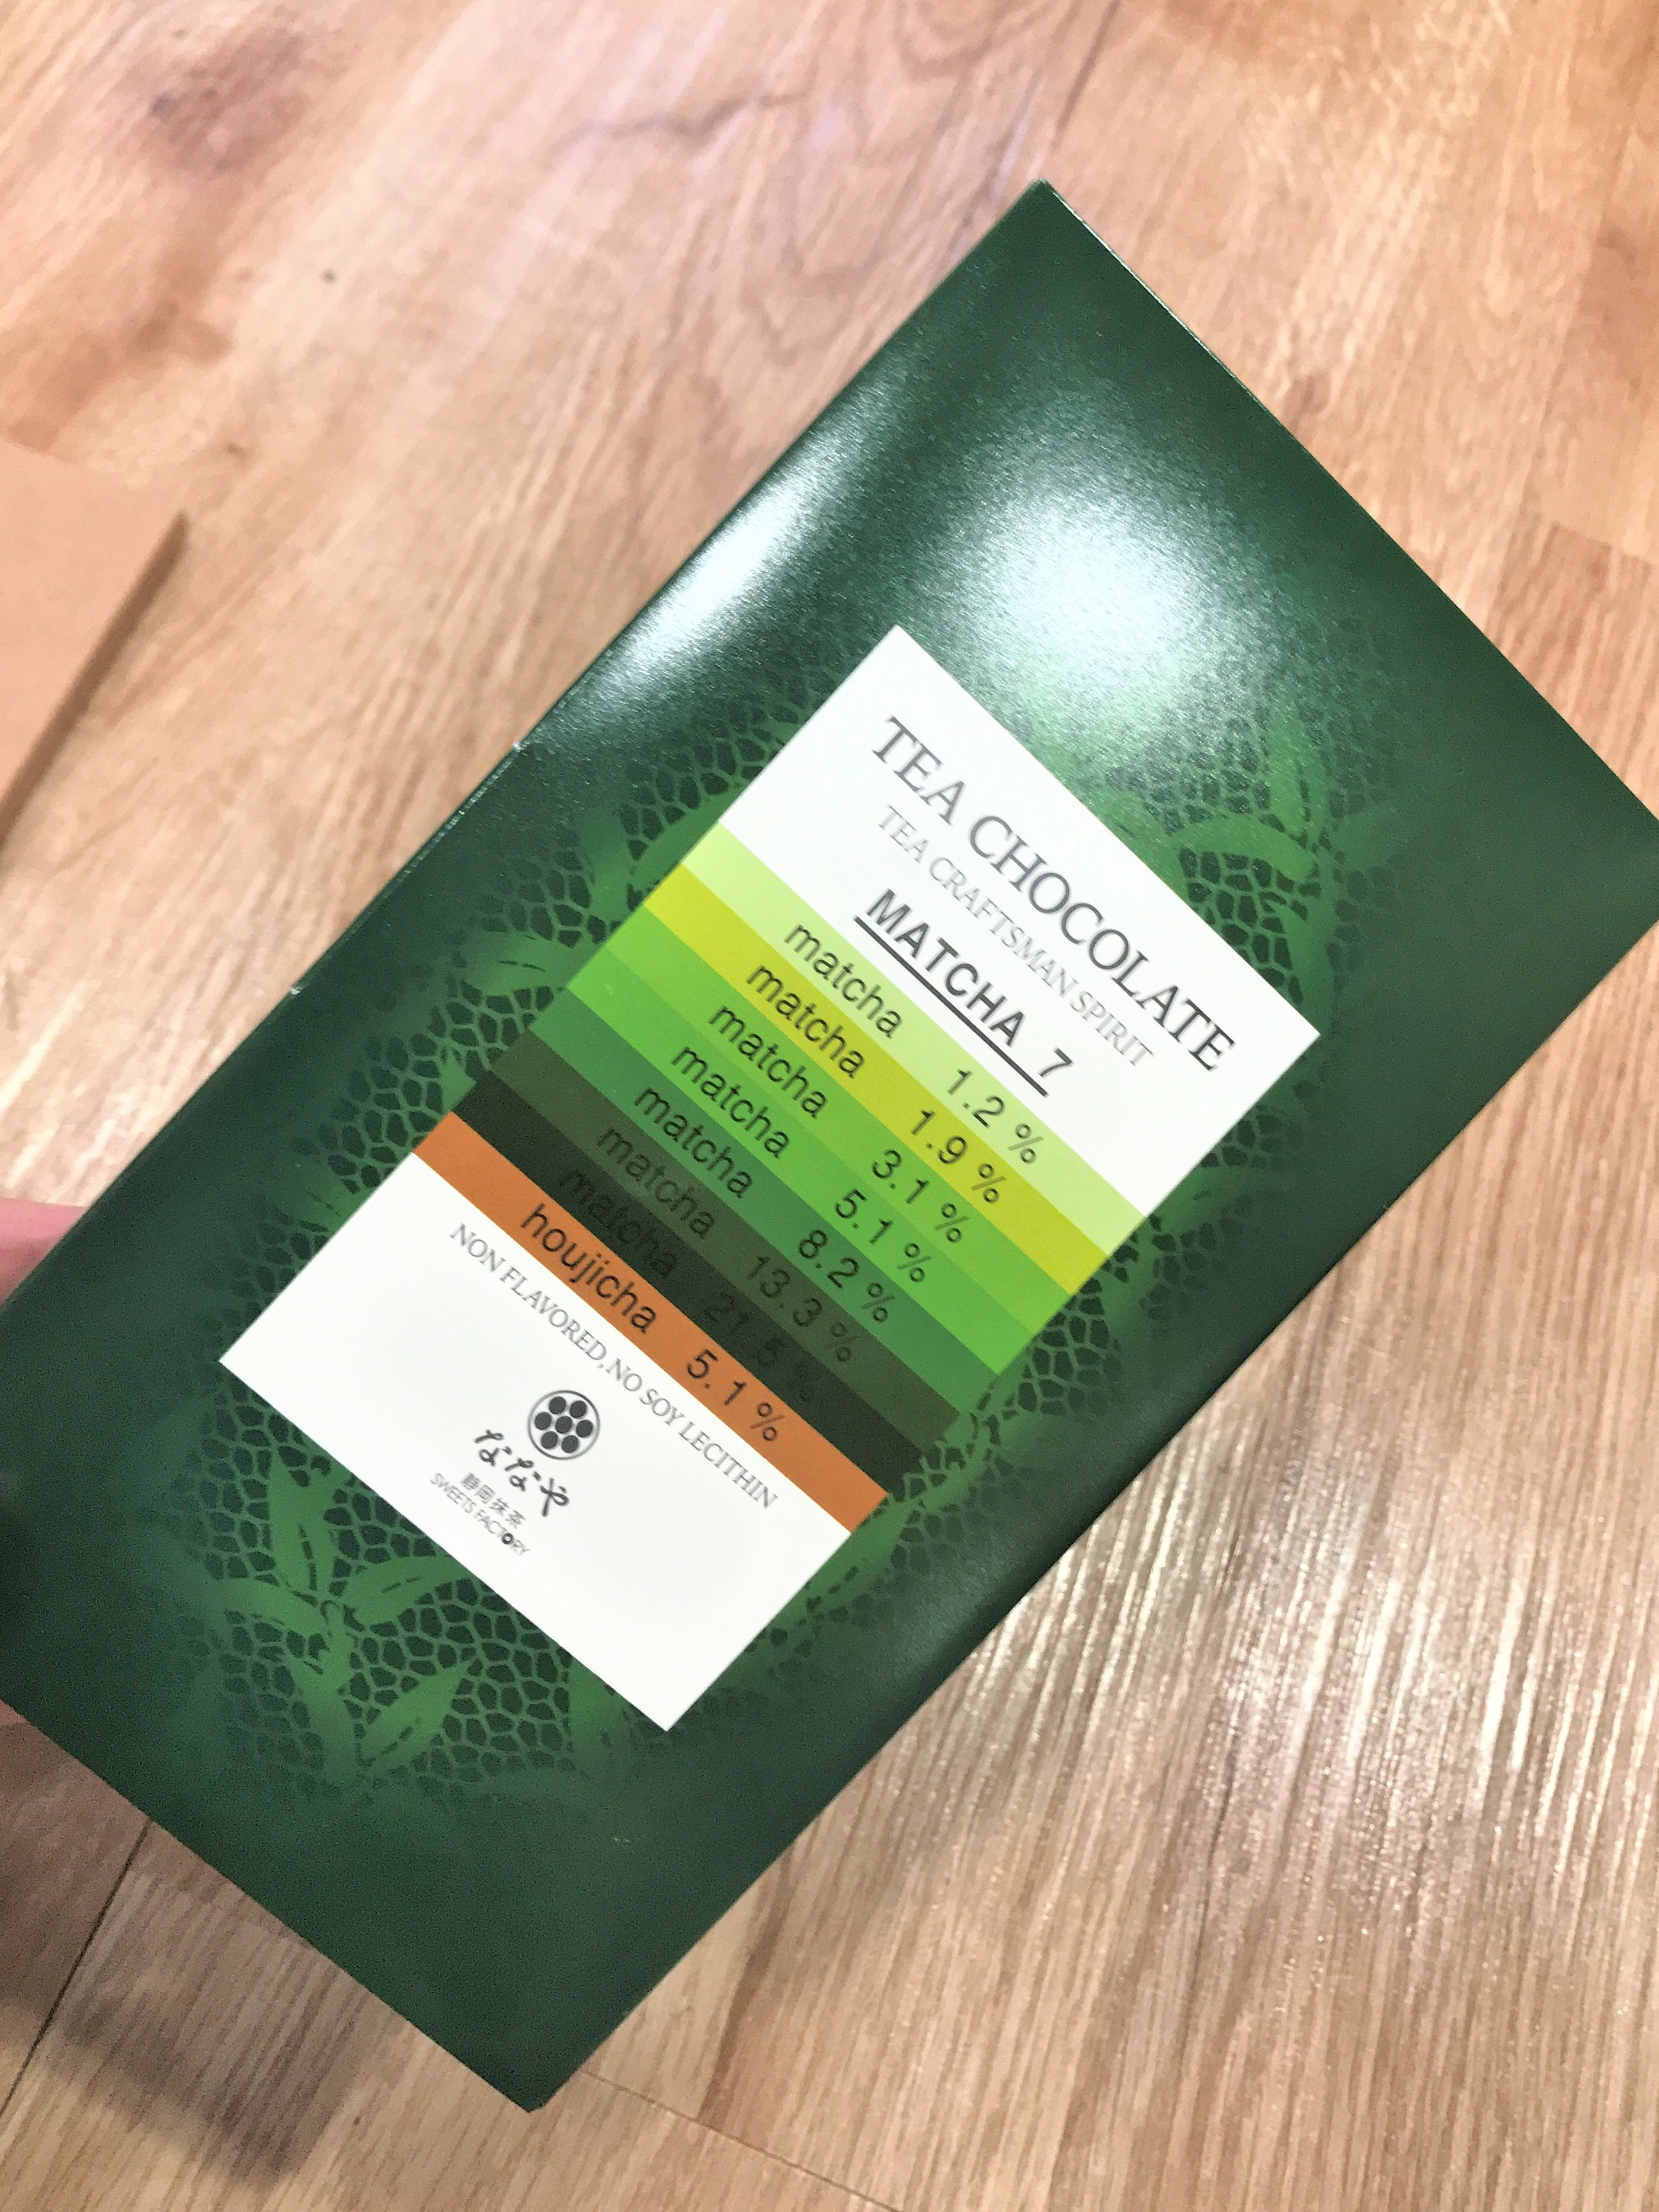 TEA CHOCOLATE
TEA CRAFTSMAN SPIRIT
MATCHA 7
matcha 1.2 %
matcha 1.9 %
matcha 3.1 %
matcha 5.1 %
matcha 8.2 %
matcha 13.3 %
matcha 21.5 %
houjicha 5.1 %
NON FLAVORED, NO SOY LECITHIN
ななや
静岡抹茶
SWEETS FACTORY